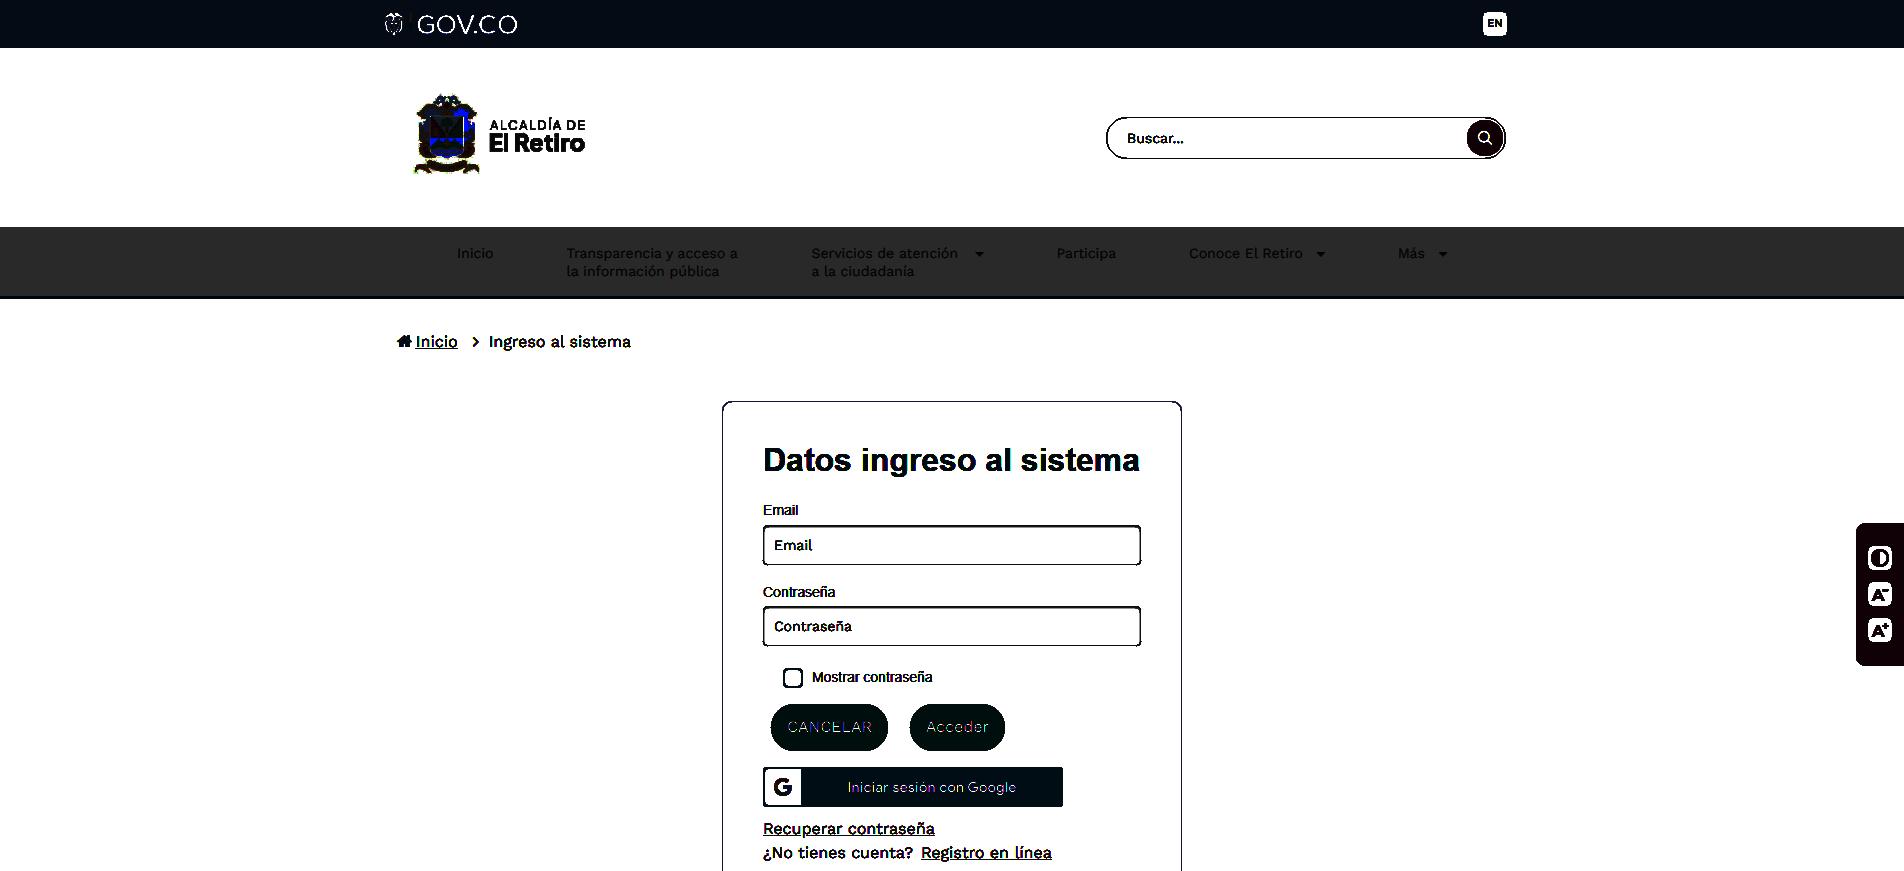 GOV.CO
EN
ALCALDÍA DE
El Retiro
Buscar...
Inicio
Transparencia y acceso a
la información pública
Servicios de atención
a la ciudadanía
Participa
Conoce El Retiro
Más
Inicio > Ingreso al sistema
Datos ingreso al sistema
Email
Email
Contraseña
Contraseña
Mostrar contraseña
CANCELAR
Acceder
G Iniciar sesión con Google
Recuperar contraseña
¿No tienes cuenta? Registro en línea
A-
A+